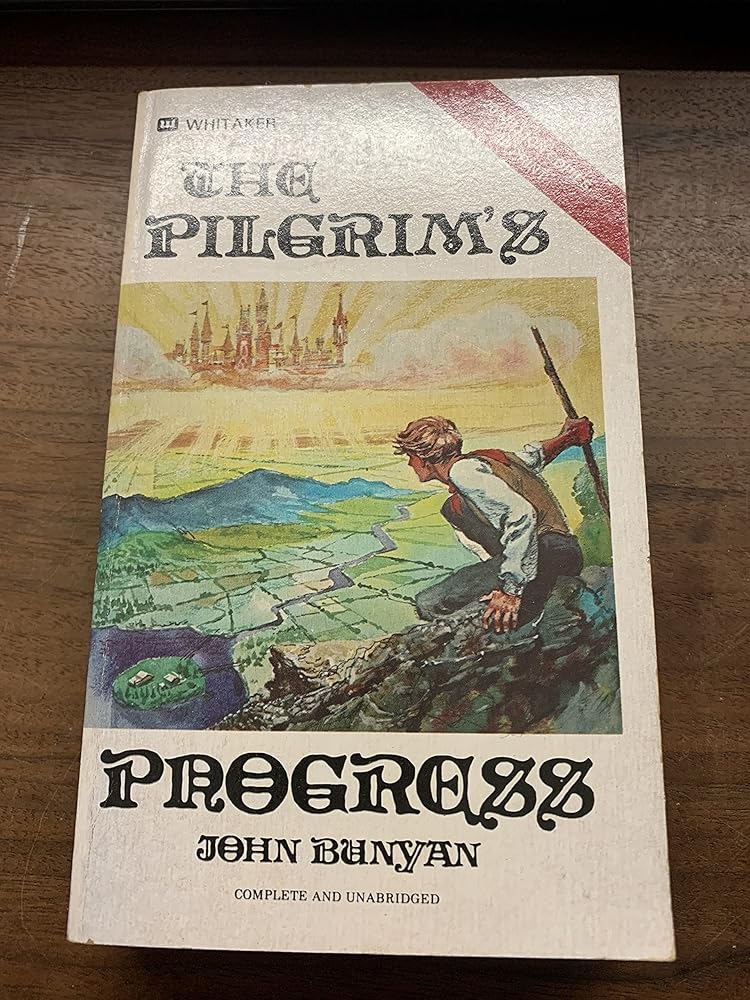 W WHITAKER
THE
PILGRIM'S
PROGRESS
JOHN BUNYAN
COMPLETE AND UNABRIDGED